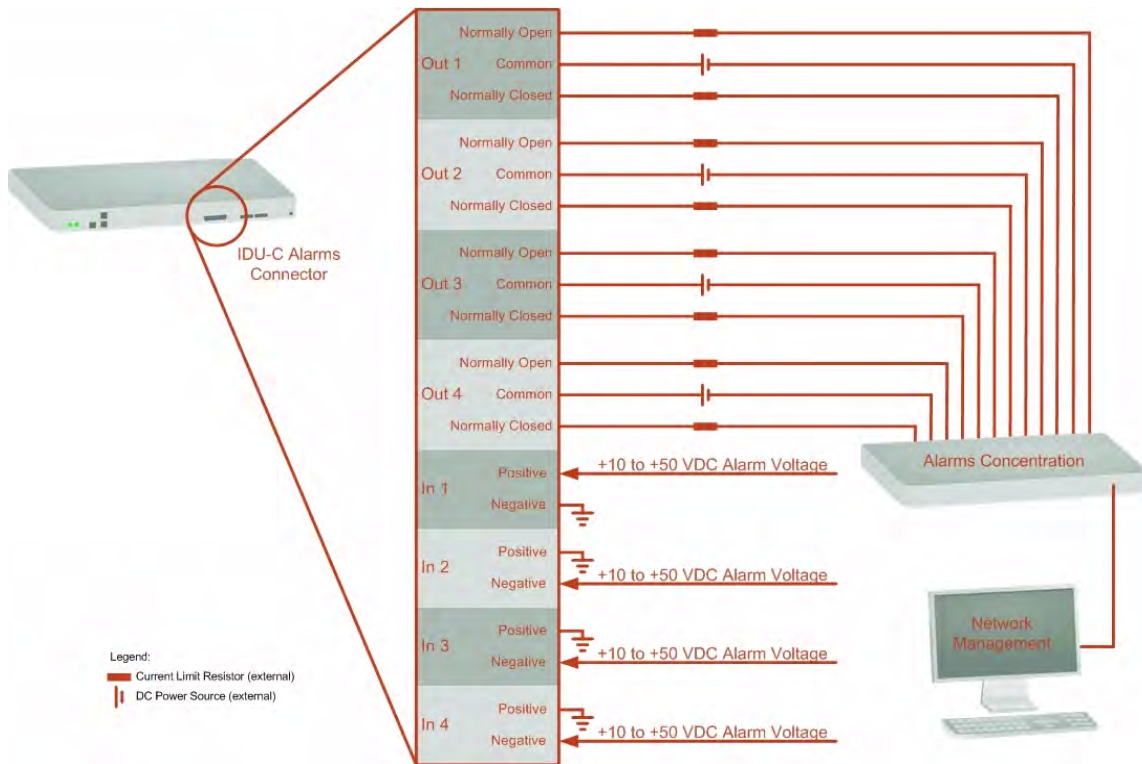 Normally Open
Out 1
Common
Normally Closed
Normally Open
Out 2
Common
Normally Closed
IDU-C Alarms
Connector
Normally Open
Out 3
Common
Normally Closed
Normally Open
Out 4
Common
Normally Closed
Alarms Concentration
In 1
Positive
+10 to +50 VDC Alarm Voltage
Negative
In 2
Positive
Negative
+10 to +50 VDC Alarm Voltage
In 3
Positive
Negative
+10 to +50 VDC Alarm Voltage
Network
Management
In 4
Positive
Negative
+10 to +50 VDC Alarm Voltage
Legend:
Current Limit Resistor (external)
DC Power Source (external)